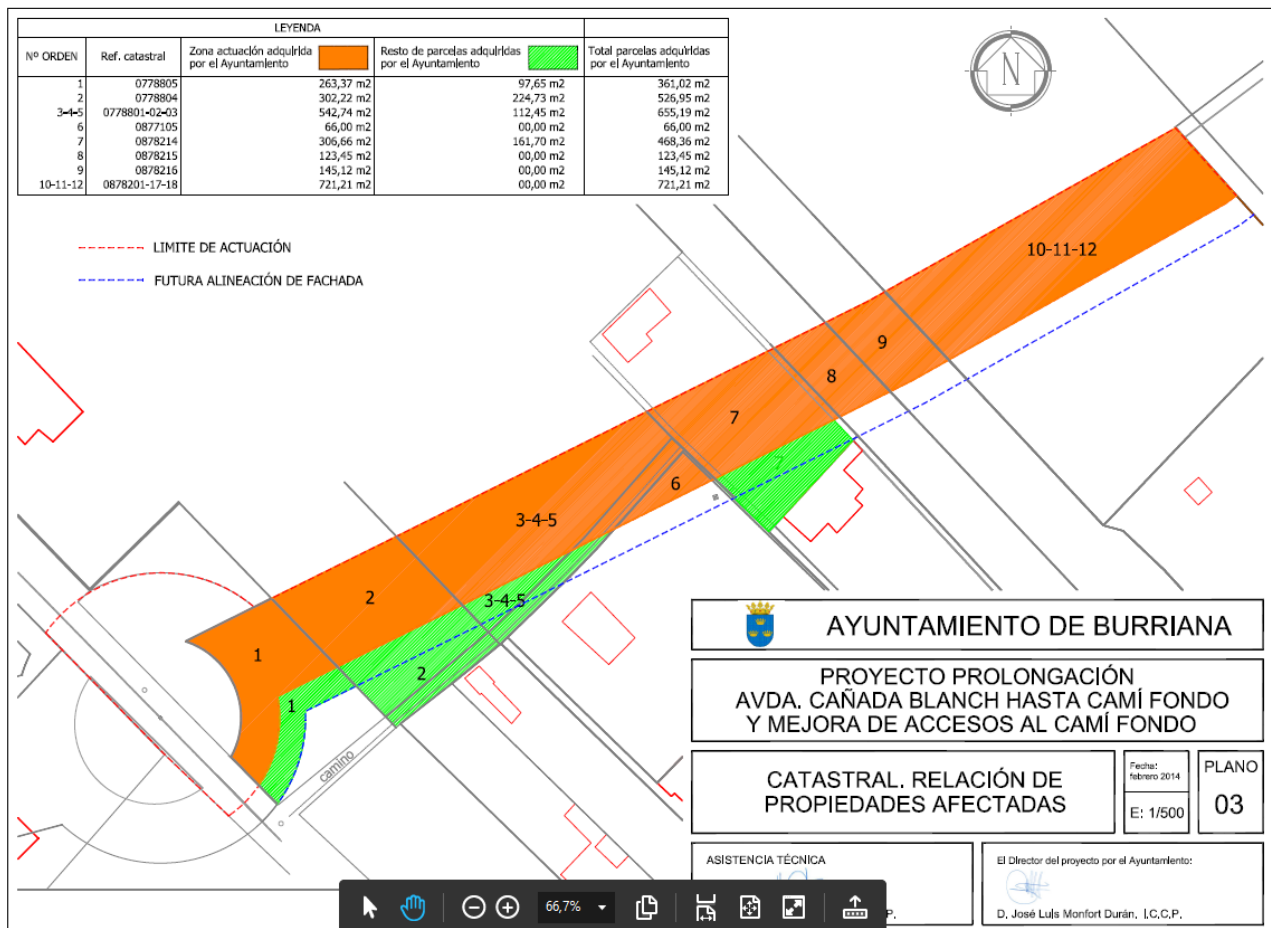 LEYENDA
Nº ORDEN Ref. catastral Zona actuación adquirida por el Ayuntamiento Resto de parcelas adquiridas por el Ayuntamiento Total parcelas adquiridas por el Ayuntamiento
1 0778805 263,37 m2 97,65 m2 361,02 m2
2 0778804 302,22 m2 224,73 m2 526,95 m2
3-4-5 0778801-02-03 542,74 m2 112,45 m2 655,19 m2
6 0877105 66,00 m2 00,00 m2 66,00 m2
7 0878214 306,66 m2 161,70 m2 468,36 m2
8 0878215 123,45 m2 00,00 m2 123,45 m2
9 0878216 145,12 m2 00,00 m2 145,12 m2
10-11-12 0878201-17-18 721,21 m2 00,00 m2 721,21 m2
N
LIMITE DE ACTUACIÓN
FUTURA ALINEACIÓN DE FACHADA
10-11-12
9
8
7
7
6
3-4-5
3-4-5
2
2
1
1
camino
AYUNTAMIENTO DE BURRIANA
PROYECTO PROLONGACIÓN
AVDA. CAÑADA BLANCH HASTA CAMÍ FONDO
Y MEJORA DE ACCESOS AL CAMÍ FONDO
CATASTRAL. RELACIÓN DE
PROPIEDADES AFECTADAS
Fecha:
febrero 2014
E: 1/500
PLANO
03
ASISTENCIA TÉCNICA
P.
El Director del proyecto por el Ayuntamiento:
D. José Luis Monfort Durán. I.C.C.P.
66,7%